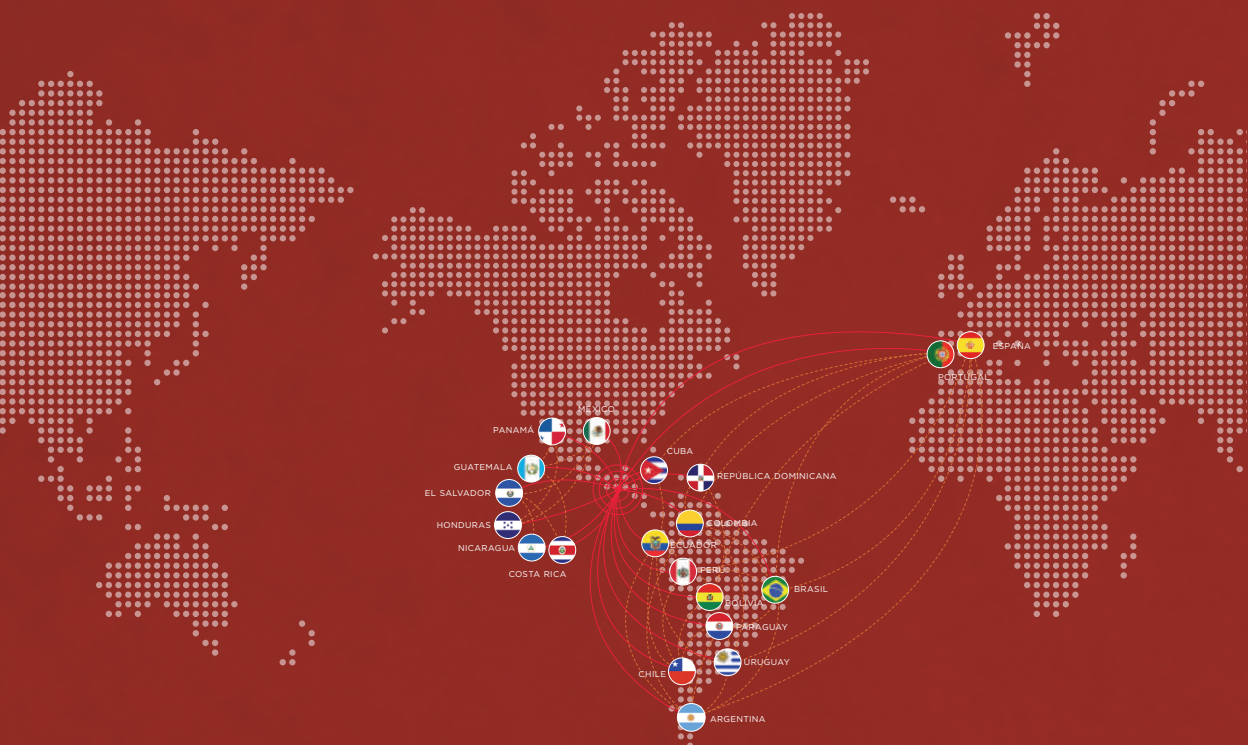 ESPAÑA
PORTUGAL
MÉXICO
PANAMÁ
CUBA
GUATEMALA
REPÚBLICA DOMINICANA
EL SALVADOR
HONDURAS
COLOMBIA
NICARAGUA
ECUADOR
COSTA RICA
PERÚ
BRASIL
BOLIVIA
PARAGUAY
URUGUAY
CHILE
ARGENTINA